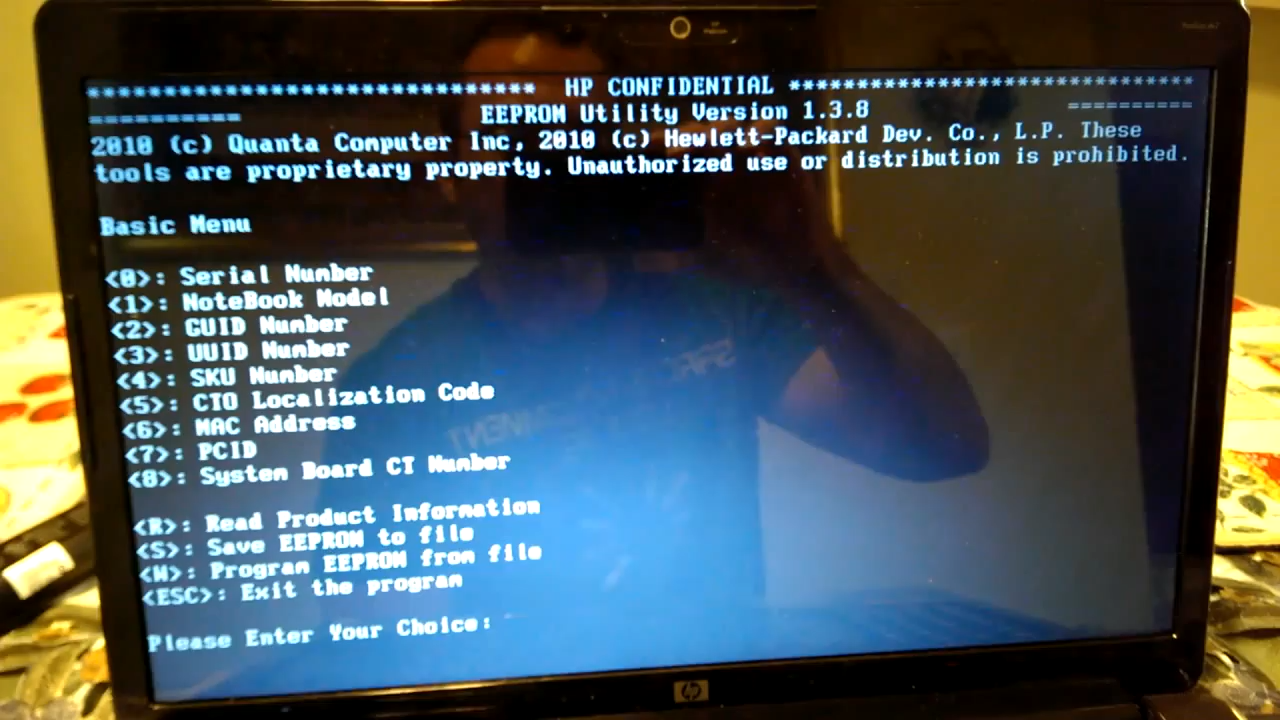 ******************************** HP CONFIDENTIAL *****************************
========== EEPROM Utility Version 1.3.8 ==========
2010 (c) Quanta Computer Inc, 2010 (c) Hewlett-Packard Dev. Co., L.P. These
tools are proprietary property. Unauthorized use or distribution is prohibited.
Basic Menu
<0>: Serial Number
<1>: NoteBook Model
<2>: GUID Number
<3>: UUID Number
<4>: SKU Number
<5>: CTO Localization Code
<6>: MAC Address
<7>: PCID
<8>: System Board CT Number
<R>: Read Product Information
<S>: Save EEPROM to file
<W>: Program EEPROM from file
<ESC>: Exit the program
Please Enter Your Choice:
hp